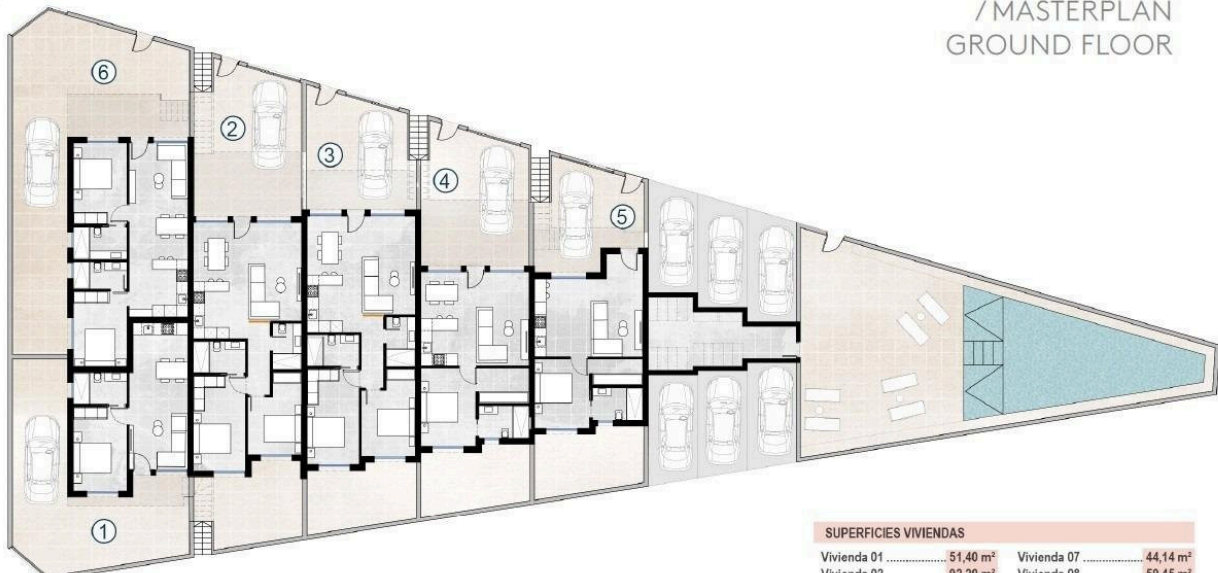 /MASTERPLAN
GROUND FLOOR
6
2
3
4
5
1
SUPERFICIES VIVIENDAS
Vivienda 01 51,40 m² Vivienda 07 44,14 m²